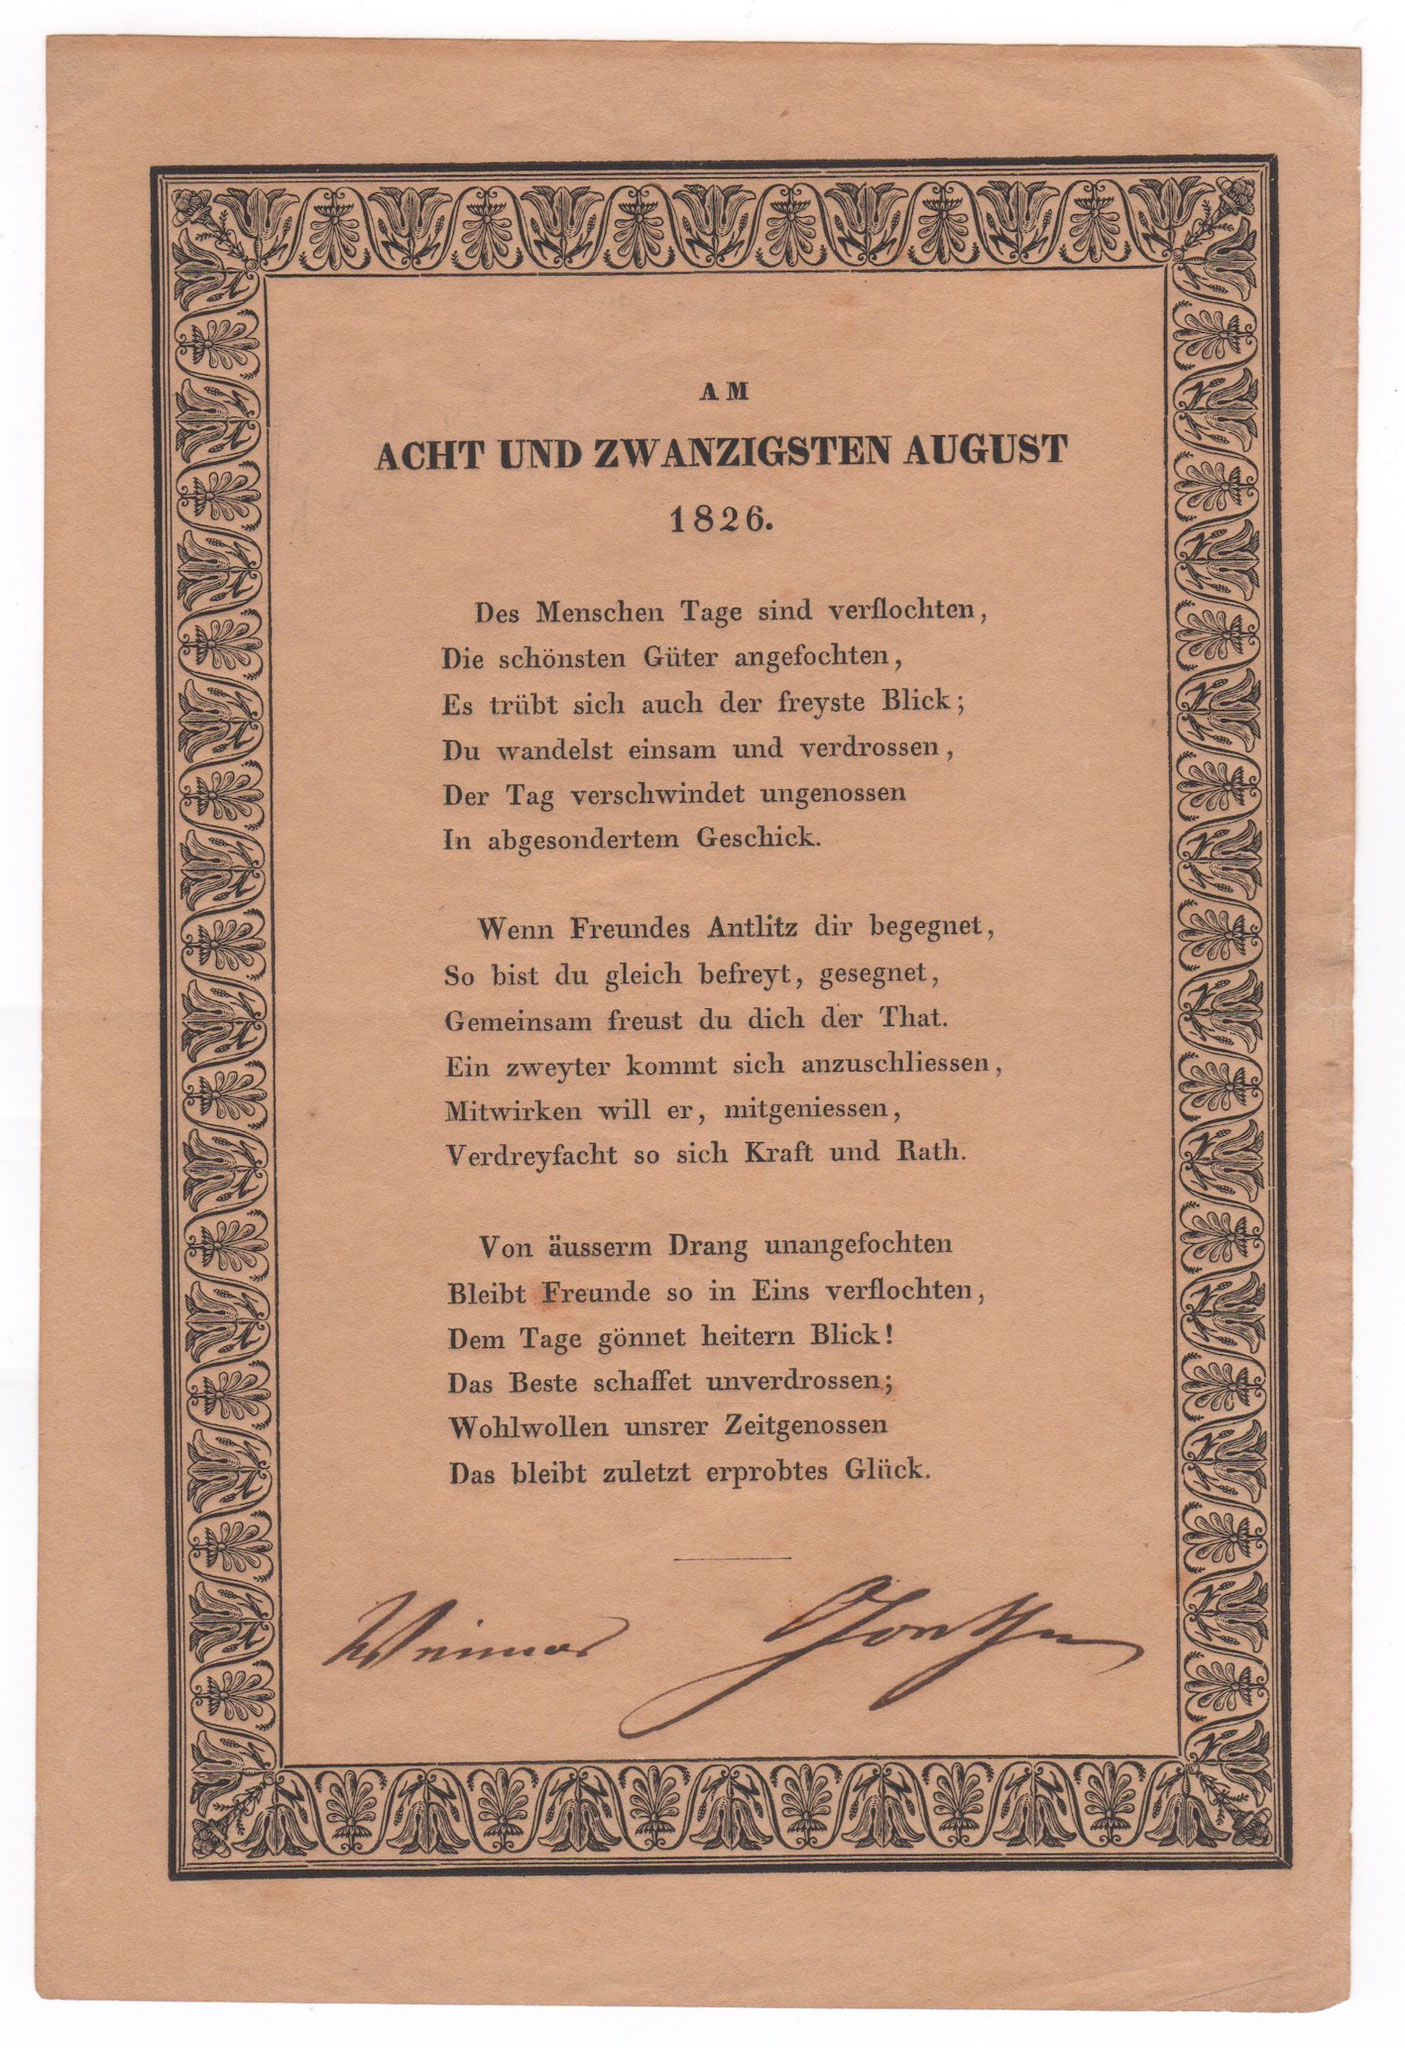 AM
ACHT UND ZWANZIGSTEN AUGUST
1826.
Des Menschen Tage sind verflochten,
Die schönsten Güter angefochten,
Es trübt sich auch der freyste Blick;
Du wandelst einsam und verdrossen,
Der Tag verschwindet ungenossen
In abgesondertem Geschick.
Wenn Freundes Antlitz dir begegnet,
So bist du gleich befreyt, gesegnet,
Gemeinsam freust du dich der That.
Ein zweyter kommt sich anzuschliessen,
Mitwirken will er, mitgeniessen,
Verdreyfacht so sich Kraft und Rath.
Von äusserm Drang unangefochten
Bleibt Freunde so in Eins verflochten,
Dem Tage gönnet heitern Blick!
Das Beste schaffet unverdrossen;
Wohlwollen unsrer Zeitgenossen
Das bleibt zuletzt erprobtes Glück.
Weimar Goethe